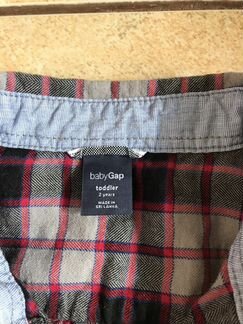 babyGap
toddler
2 years
MADE IN
SRI LANKA